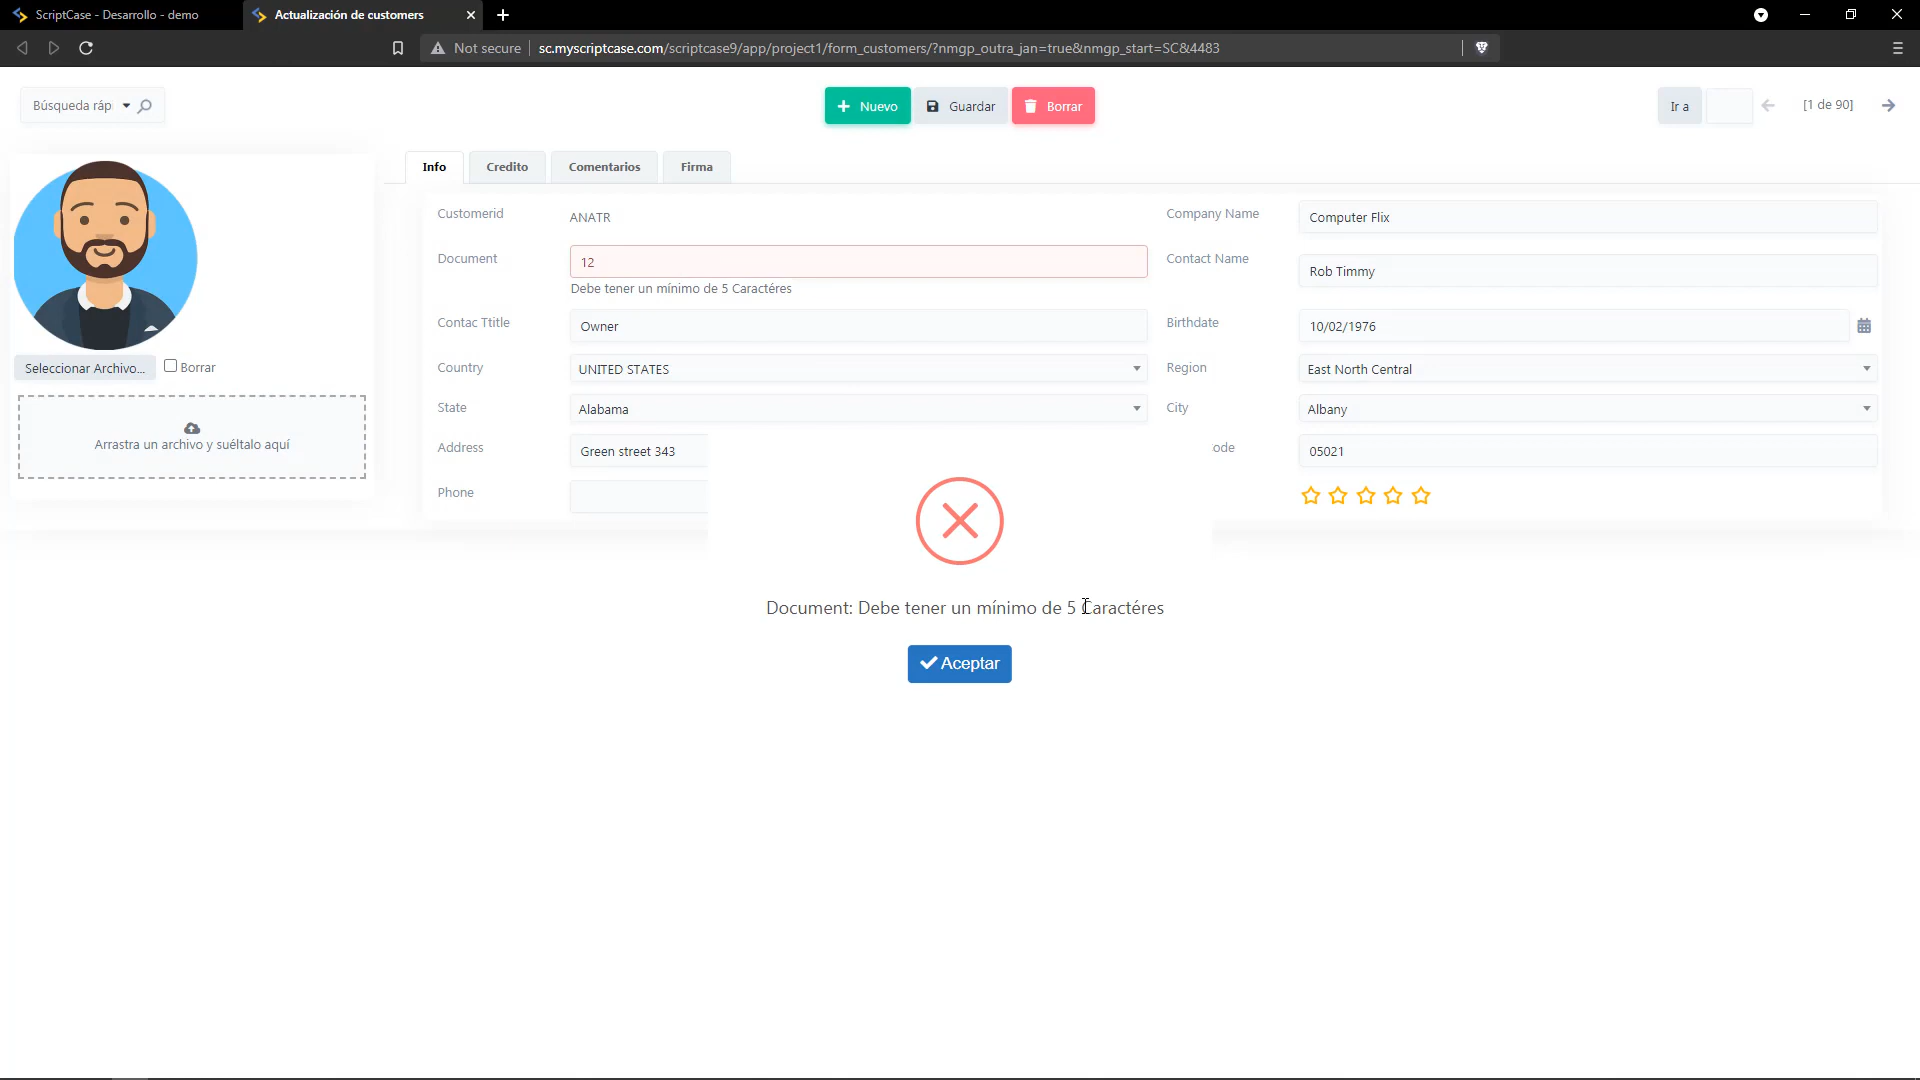 ScriptCase - Desarrollo - demo
Actualización de customers
Not secure
sc.myscriptcase.com/scriptcase9/app/project1/form_customers/?nmgp_outra_jan=true&nmgp_start=SC&4483
Búsqueda ráp
Nuevo
Guardar
Borrar
Ir a
[1 de 90]
Info
Credito
Comentarios
Firma
Customerid
ANATR
Company Name
Computer Flix
Document
12
Debe tener un mínimo de 5 Caractéres
Contact Name
Rob Timmy
Contac Ttitle
Owner
Birthdate
10/02/1976
Country
UNITED STATES
Region
East North Central
State
Alabama
City
Albany
Address
Green street 343
ode
05021
Phone
Seleccionar Archivo...
Borrar
Arrastra un archivo y suéltalo aquí
Document: Debe tener un mínimo de 5 Caractéres
Aceptar